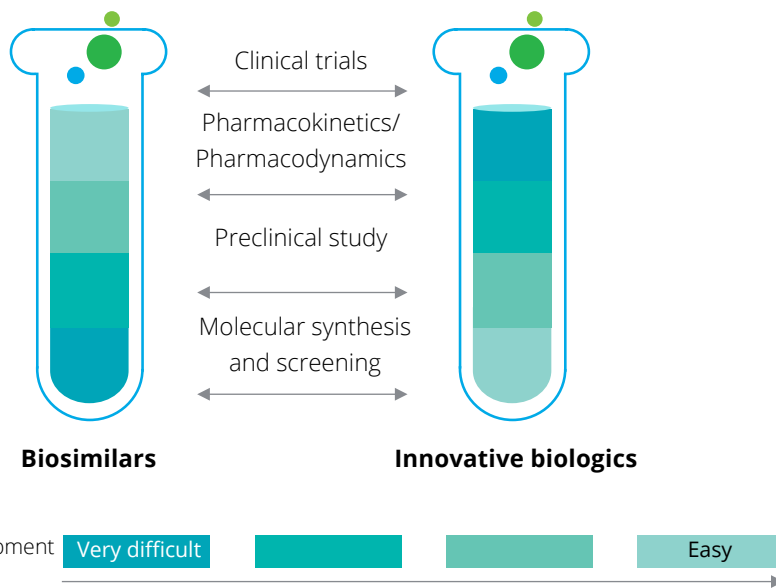 Clinical trials
Pharmacokinetics/
Pharmacodynamics
Preclinical study
Molecular synthesis
and screening
Biosimilars
Innovative biologics
Very difficult
Easy